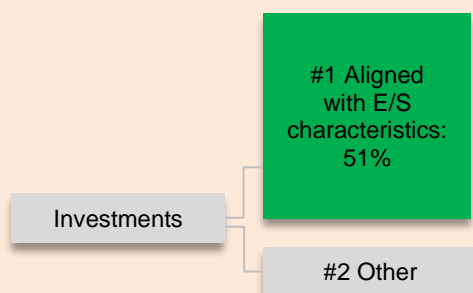 #1 Aligned
with E/S
characteristics:
51%
Investments
#2 Other